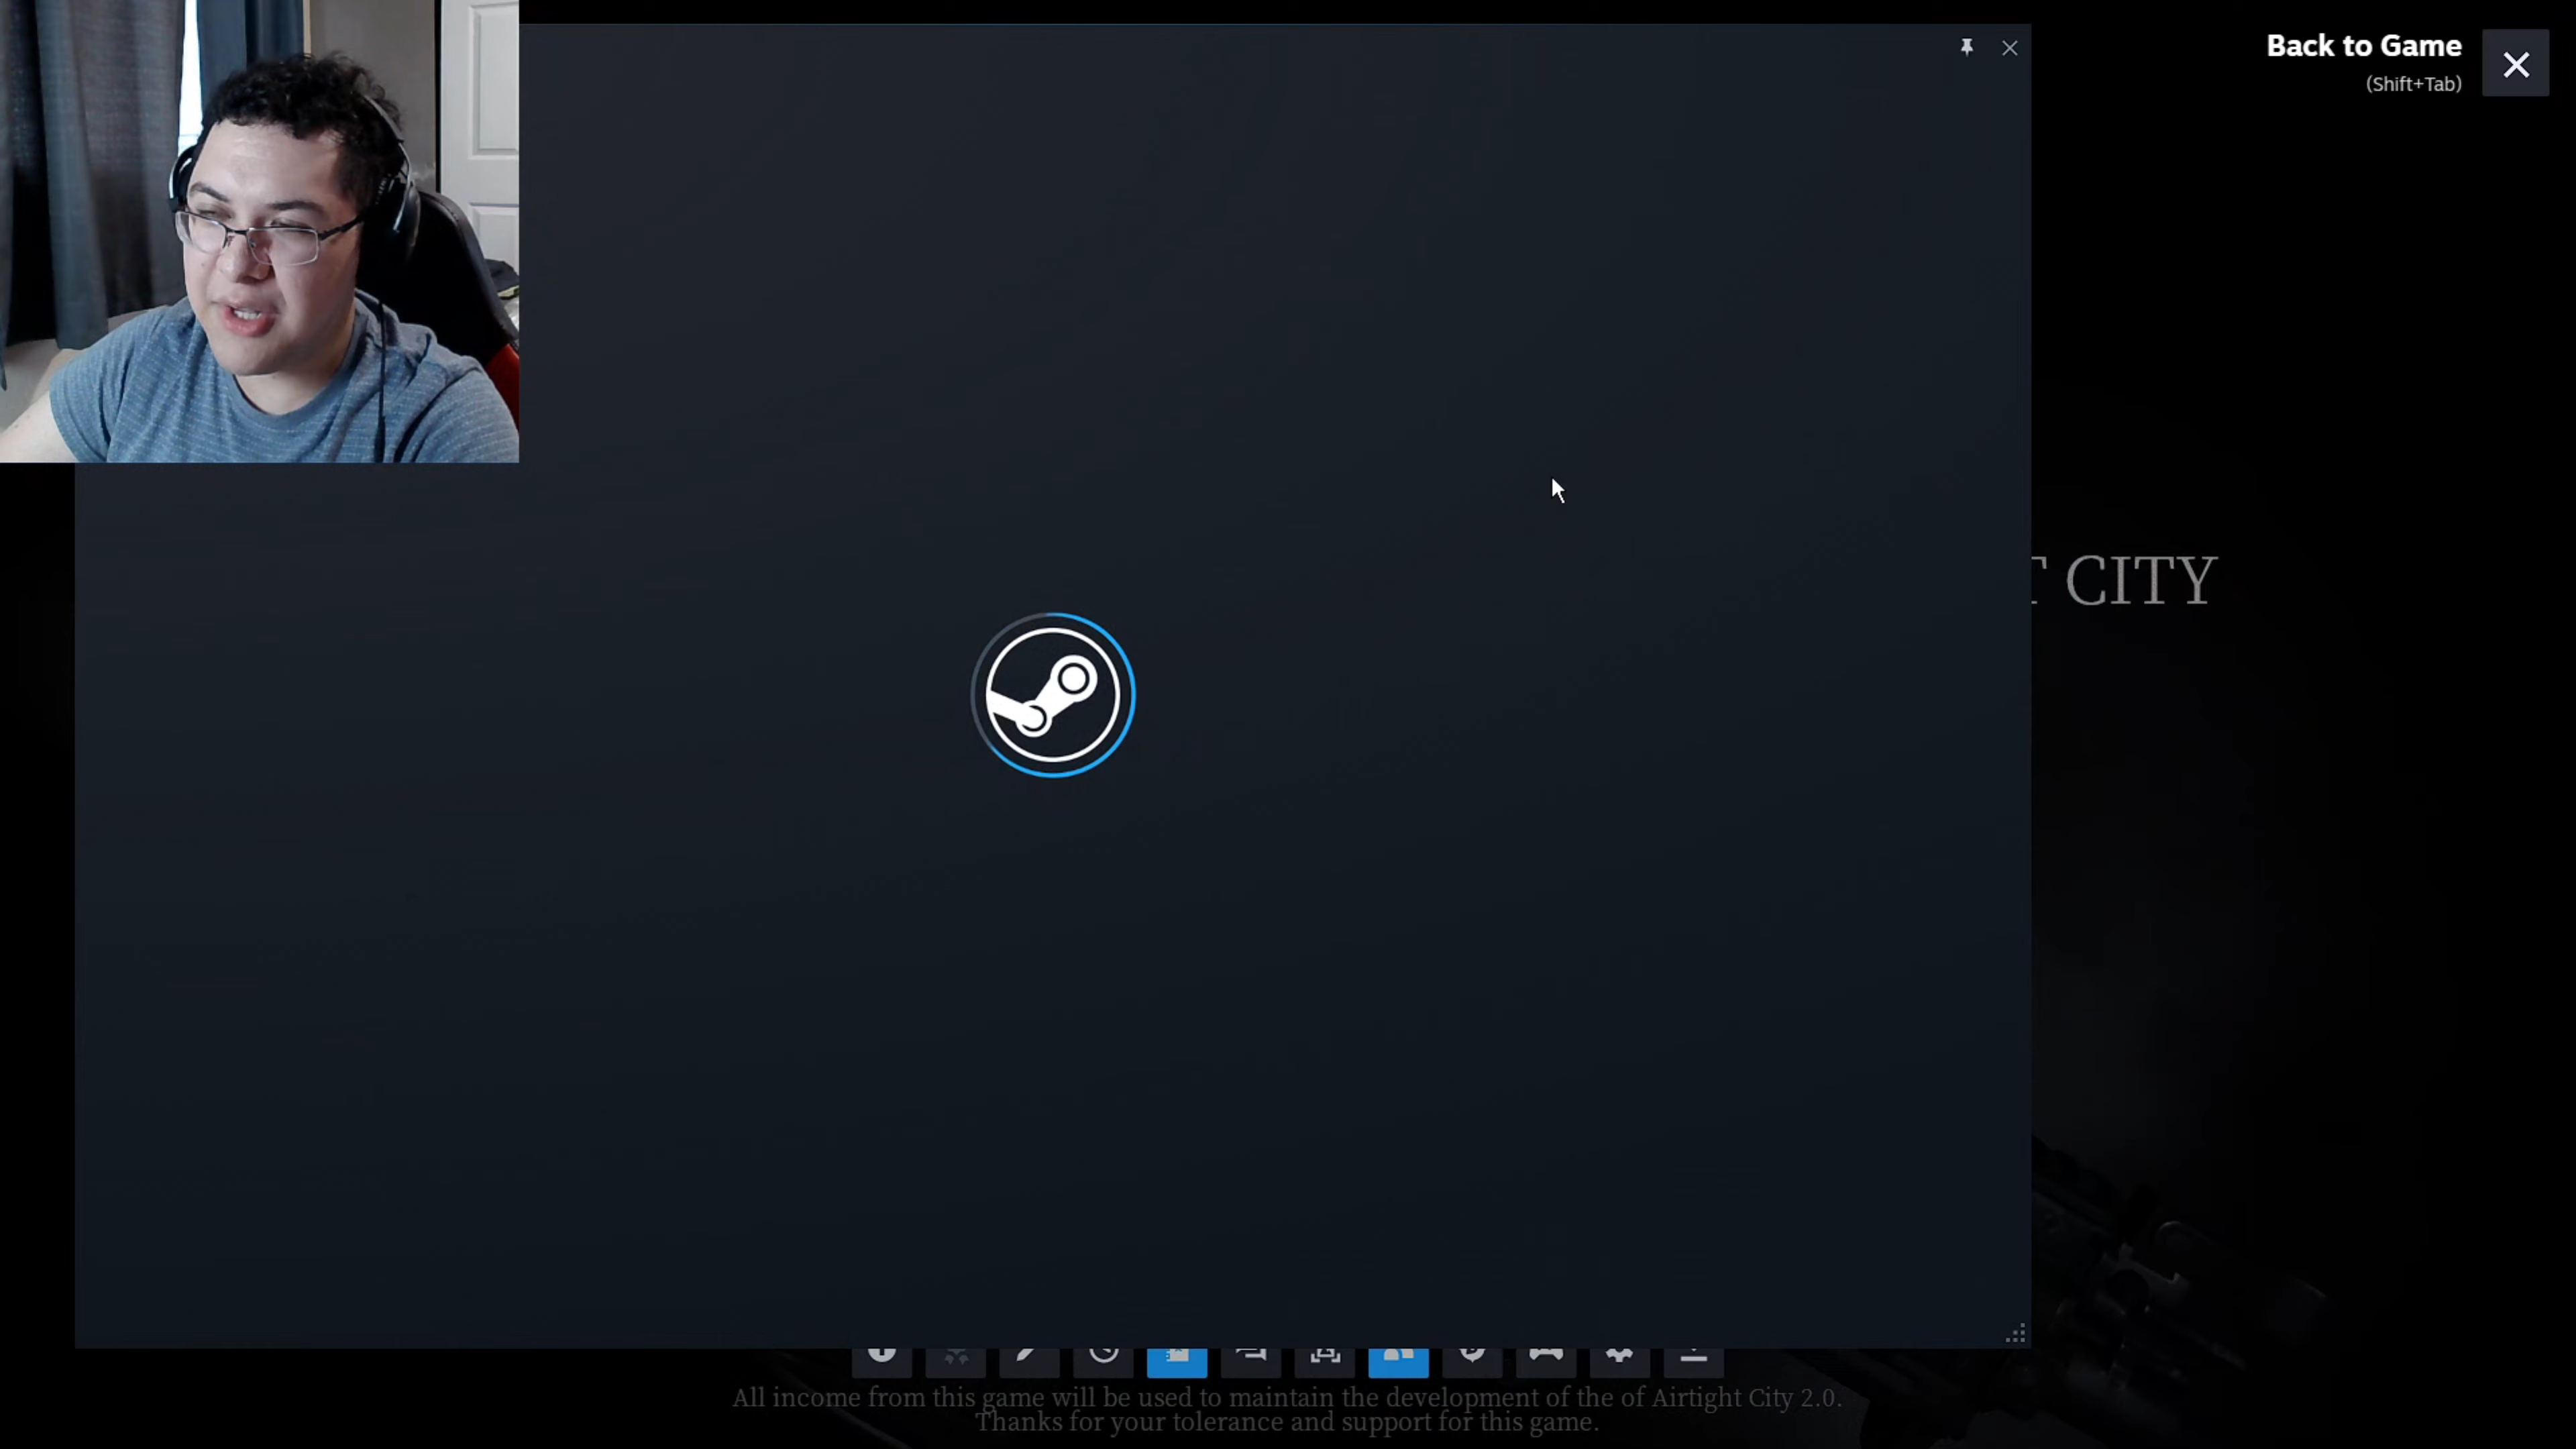 Back to Game
(Shift+Tab)
CITY
All income from this game will be used to maintain the development of the of Airtight City 2.0.
Thanks for your tolerance and support for this game.